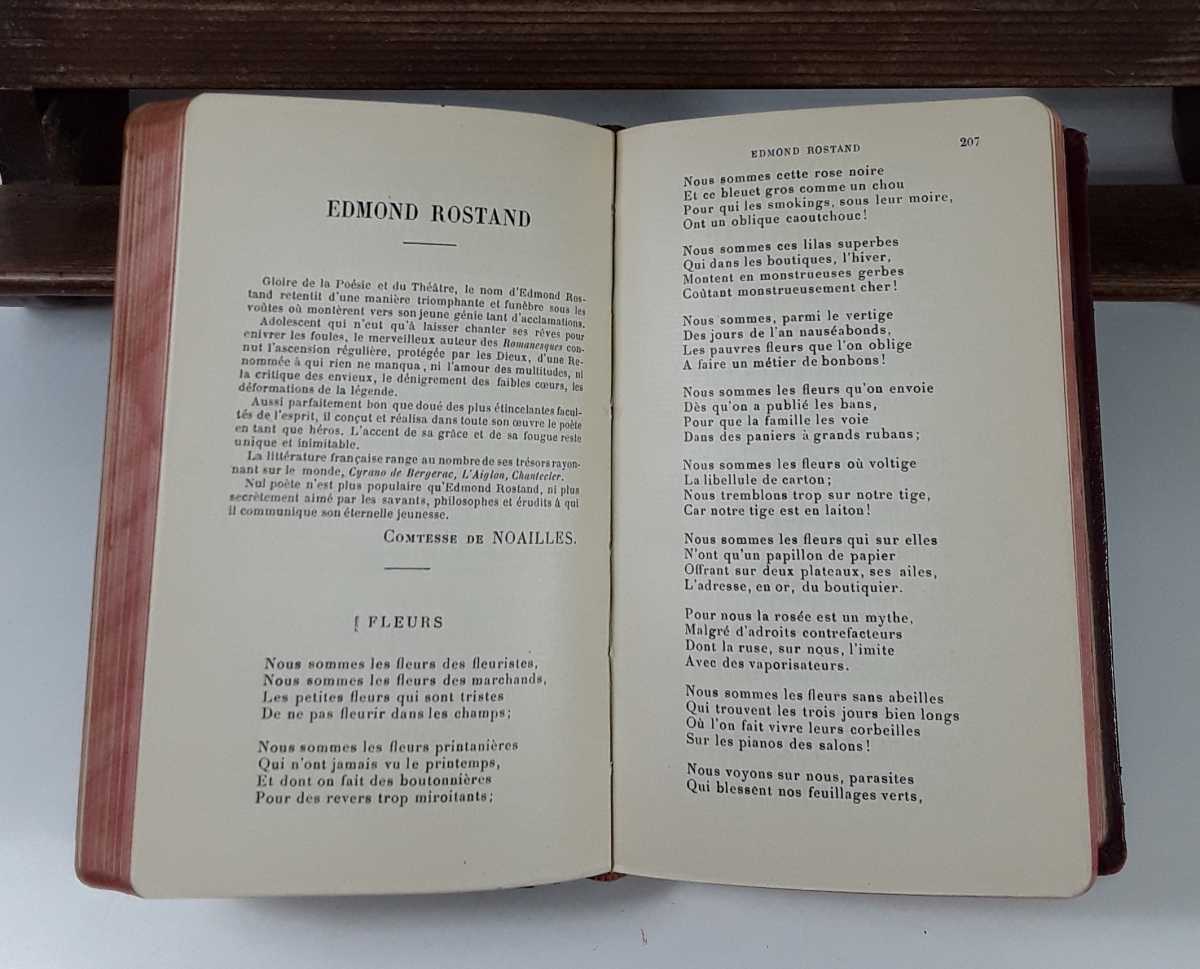 EDMOND ROSTAND
Gloire de la Poésie et du Théâtre, le nom d'Edmond Ros-
tand retentit d'une manière triomphante et funèbre sous les
voûtes où montèrent vers son jeune génie tant d'acclamations.
Adolescent qui n'eut qu'à laisser chanter ses rêves pour
enivrer les foules, le merveilleux auteur des Romanesques con-
nut l'ascension régulière, protégée par les Dieux, d'une Re-
nommée à qui rien ne manqua, ni l'amour des multitudes, ni
la critique des envieux, le dénigrement des faibles cœurs, les
déformations de la légende.
Aussi parfaitement bon que doué des plus étincelantes facul-
tés de l'esprit, il conçut et réalisa dans toute son œuvre le poète
en tant que héros. L'accent de sa grâce et de sa fougue reste
unique et inimitable.
La littérature française range au nombre de ses trésors rayon-
nant sur le monde, Cyrano de Bergerac, L'Aiglon, Chantecler.
Nul poète n'est plus populaire qu'Edmond Rostand, ni plus
secrètement aimé par les savants, philosophes et érudits à qui
il communique son éternelle jeunesse.
COMTESSE DE NOAILLES.
FLEURS
Nous sommes les fleurs des fleuristes,
Nous sommes les fleurs des marchands,
Les petites fleurs qui sont tristes
De ne pas fleurir dans les champs;
Nous sommes les fleurs printanières
Qui n'ont jamais vu le printemps,
Et dont on fait des boutonnières
Pour des revers trop miroitants;
EDMOND ROSTAND
207
Nous sommes cette rose noire
Et ce bleuet gros comme un chou
Pour qui les smokings, sous leur moire,
Ont un oblique caoutchouc!
Nous sommes ces lilas superbes
Qui dans les boutiques, l'hiver,
Montent en monstrueuses gerbes
Coûtant monstrueusement cher!
Nous sommes, parmi le vertige
Des jours de l'an nauséabonds,
Les pauvres fleurs que l'on oblige
A faire un métier de bonbons!
Nous sommes les fleurs qu'on envoie
Dès qu'on a publié les bans,
Pour que la famille les voie
Dans des paniers à grands rubans;
Nous sommes les fleurs où voltige
La libellule de carton;
Nous tremblons trop sur notre tige,
Car notre tige est en laiton!
Nous sommes les fleurs qui sur elles
N'ont qu'un papillon de papier
Offrant sur deux plateaux, ses ailes,
L'adresse, en or, du boutiquier.
Pour nous la rosée est un mythe,
Malgré d'adroits contrefacteurs
Dont la ruse, sur nous, l'imite
Avec des vaporisateurs.
Nous sommes les fleurs sans abeilles
Qui trouvent les trois jours bien longs
Où l'on fait vivre leurs corbeilles
Sur les pianos des salons!
Nous voyons sur nous, parasites
Qui blessent nos feuillages verts,